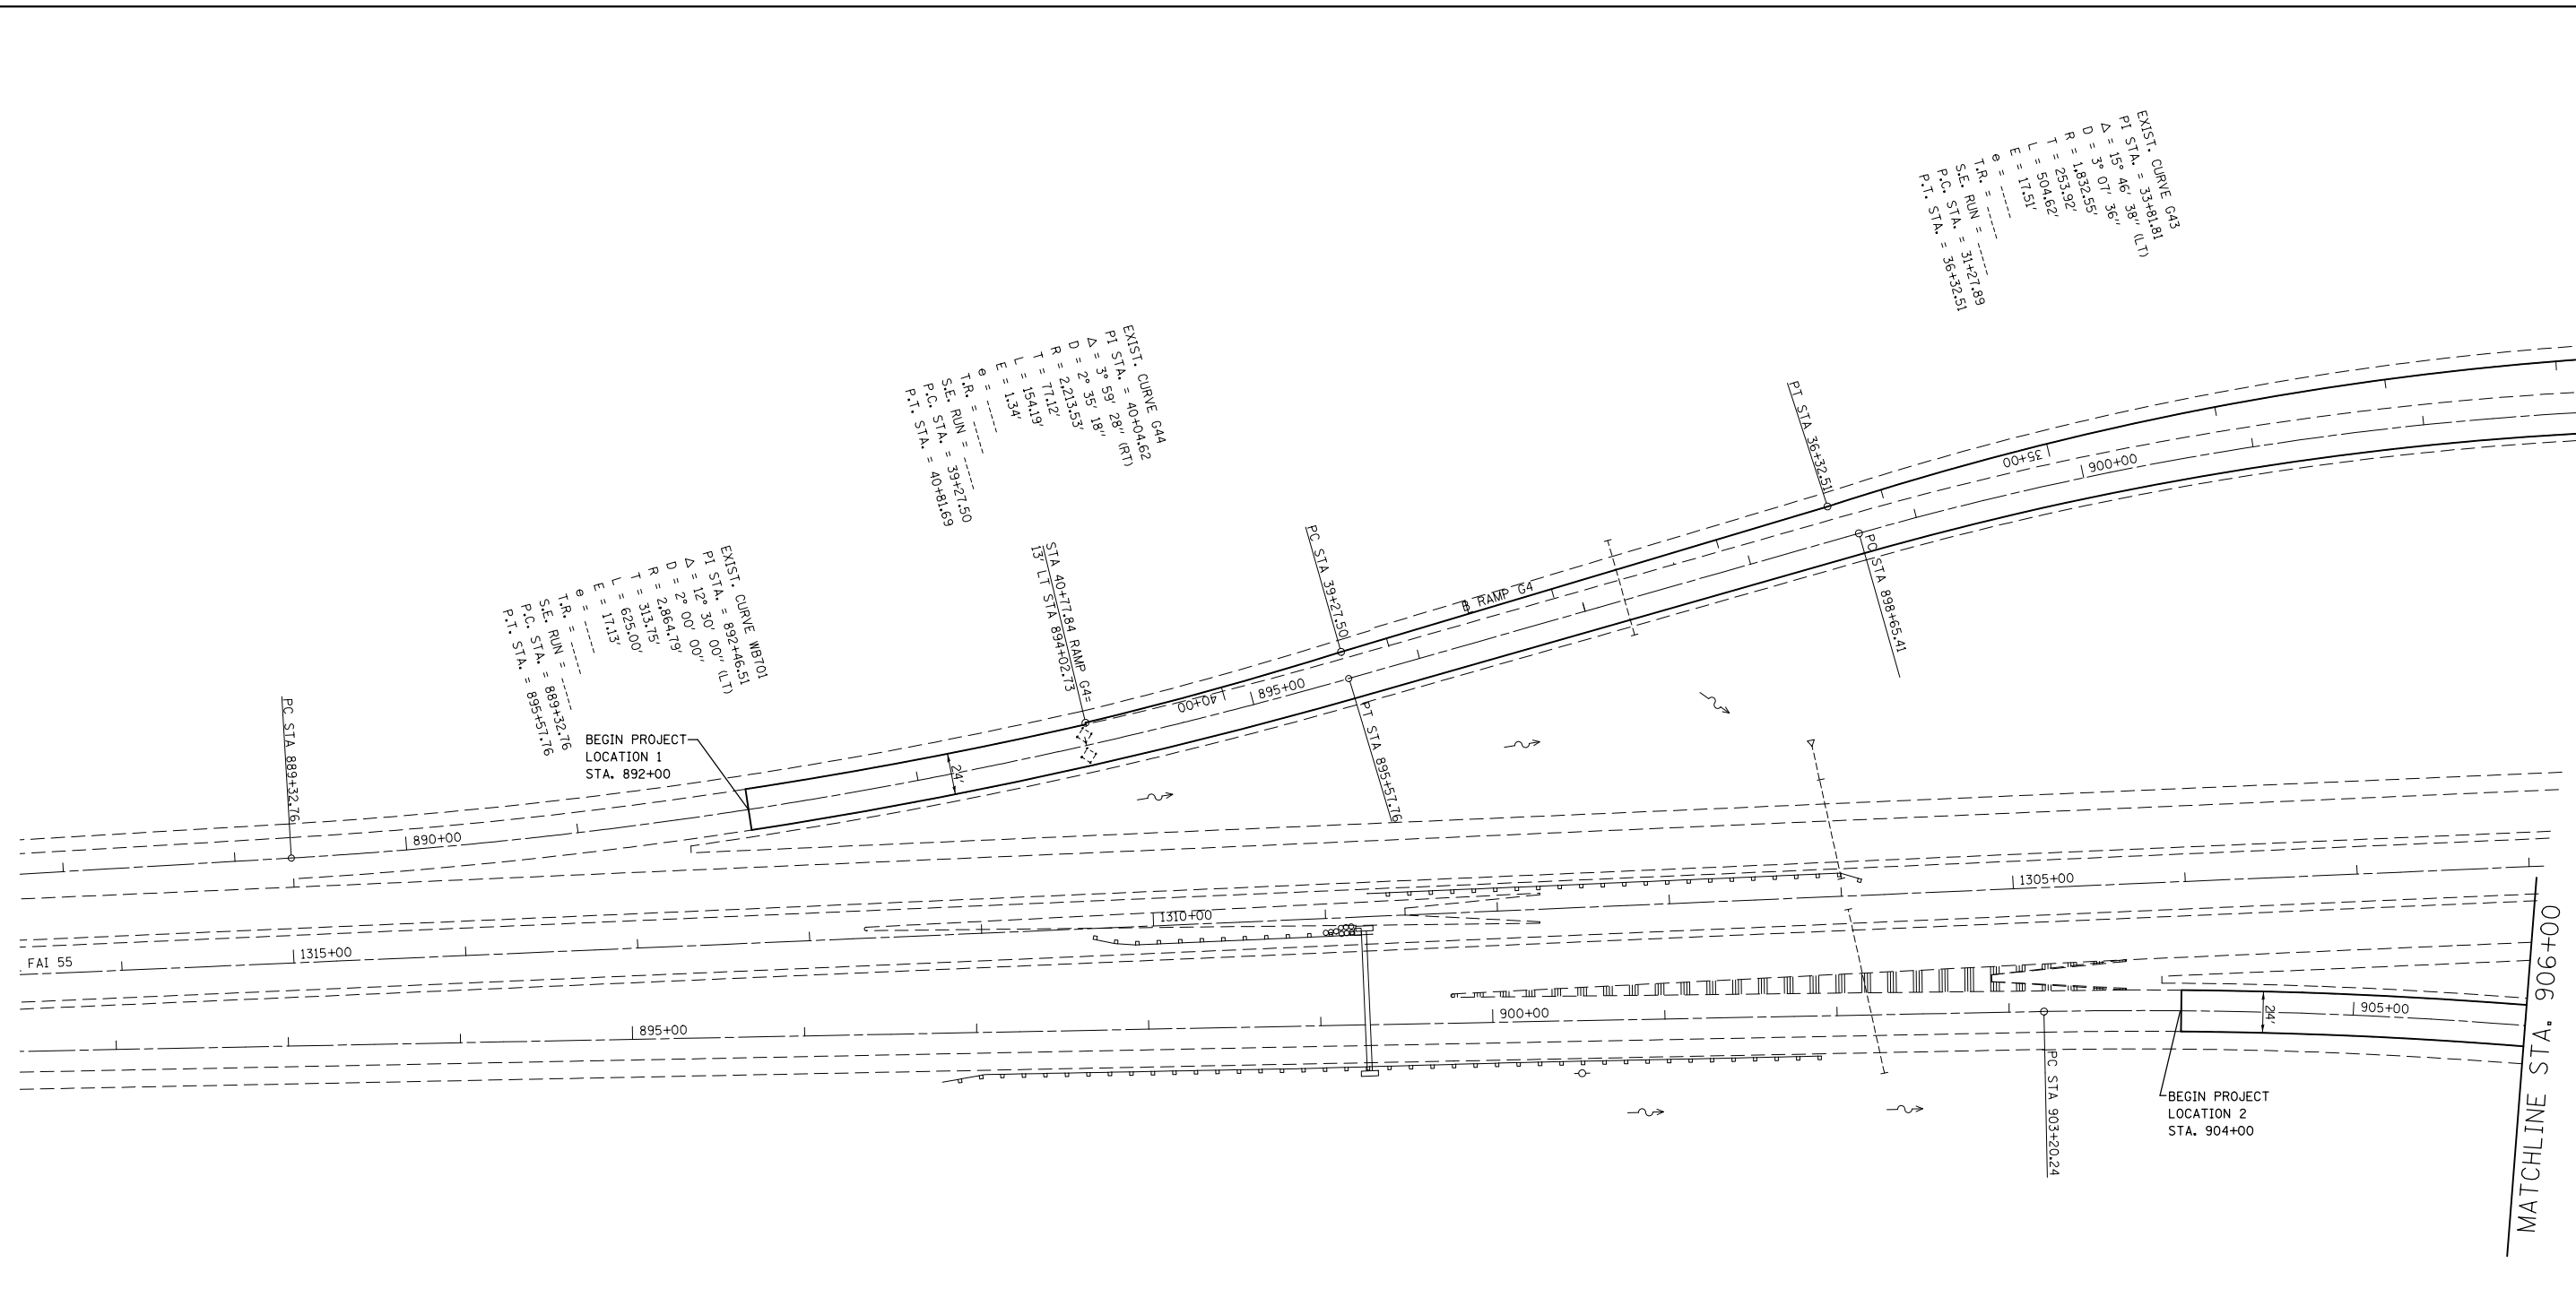 EXIST. CURVE G43
PI STA. = 33+81.81
Δ = 15° 46' 38" (LT)
D = 3° 07' 36"
R = 1,832.55'
T = 253.92'
L = 504.62'
E = 17.51'
e = -----
T.R. = ------
S.E. RUN = ------
P.C. STA. = 31+27.89
P.T. STA. = 36+32.51
EXIST. CURVE G44
PI STA. = 40+04.62
Δ = 3° 59' 28" (RT)
D = 2° 35' 18"
R = 2,213.53'
T = 77.12'
L = 154.19'
E = 1.34'
e = ------
T.R. = ------
S.E. RUN = ------
P.C. STA. = 39+27.50
P.T. STA. = 40+81.69
EXIST. CURVE WB701
PI STA. = 892+46.51
Δ = 12° 30' 00" (LT)
D = 2° 00' 00"
R = 2,864.79'
T = 313.75'
L = 625.00'
E = 17.13'
e = -----
T.R. = ------
S.E. RUN = ------
P.C. STA. = 889+32.76
P.T. STA. = 895+57.76
PC STA 889+32.76
BEGIN PROJECT
LOCATION 1
STA. 892+00
STA 40+77.84 RAMP G4=
13' LT STA 894+02.73
PC STA 39+27.50
PT STA 36+32.51
PC STA 898+65.41
PT STA 895+57.76
℄ RAMP G4
35+00
900+00
40+00
895+00
24'
890+00
1305+00
1310+00
1315+00
FAI 55
895+00
900+00
905+00
24'
PC STA 903+20.24
BEGIN PROJECT
LOCATION 2
STA. 904+00
MATCHLINE STA. 906+00